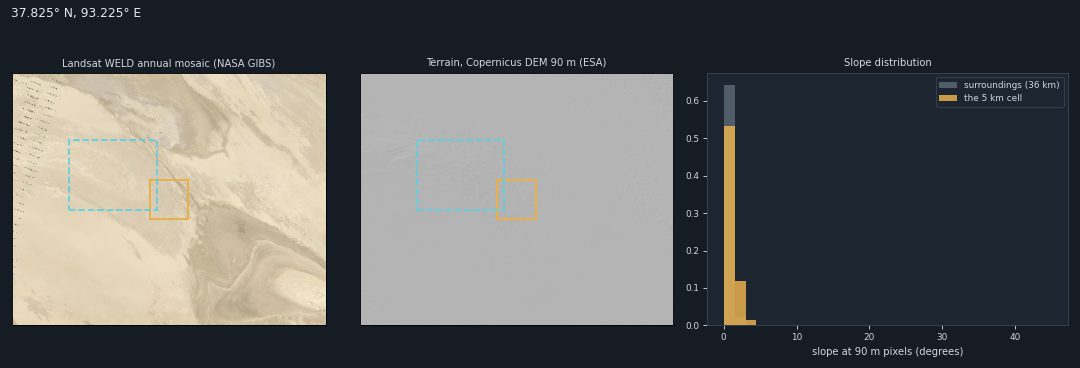 37.825° N, 93.225° E
Landsat WELD annual mosaic (NASA GIBS)
Terrain, Copernicus DEM 90 m (ESA)
Slope distribution
surroundings (36 km)
the 5 km cell
0.6
0.5
0.4
0.3
0.2
0.1
0.0
0 10 20 30 40
slope at 90 m pixels (degrees)